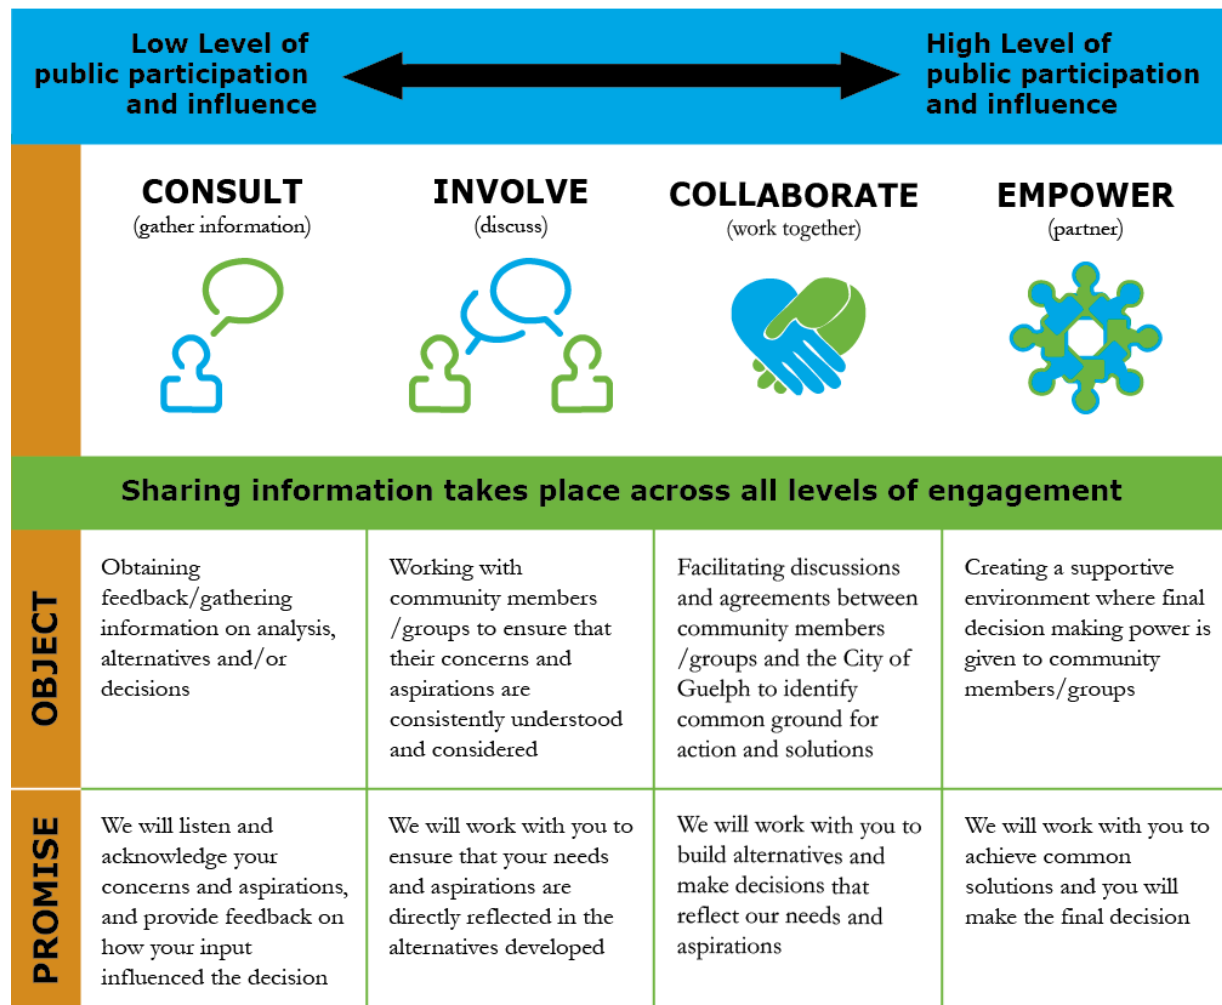 Low Level of
public participation
and influence
High Level of
public participation
and influence
CONSULT
(gather information)
INVOLVE
(discuss)
COLLABORATE
(work together)
EMPOWER
(partner)
Sharing information takes place across all levels of engagement
OBJECT
Obtaining
feedback/gathering
information on analysis,
alternatives and/or
decisions
Working with
community members
/groups to ensure that
their concerns and
aspirations are
consistently understood
and considered
Facilitating discussions
and agreements between
community members
/groups and the City of
Guelph to identify
common ground for
action and solutions
Creating a supportive
environment where final
decision making power is
given to community
members/groups
PROMISE
We will listen and
acknowledge your
concerns and aspirations,
and provide feedback on
how your input
influenced the decision
We will work with you to
ensure that your needs
and aspirations are
directly reflected in the
alternatives developed
We will work with you to
build alternatives and
make decisions that
reflect our needs and
aspirations
We will work with you to
achieve common
solutions and you will
make the final decision